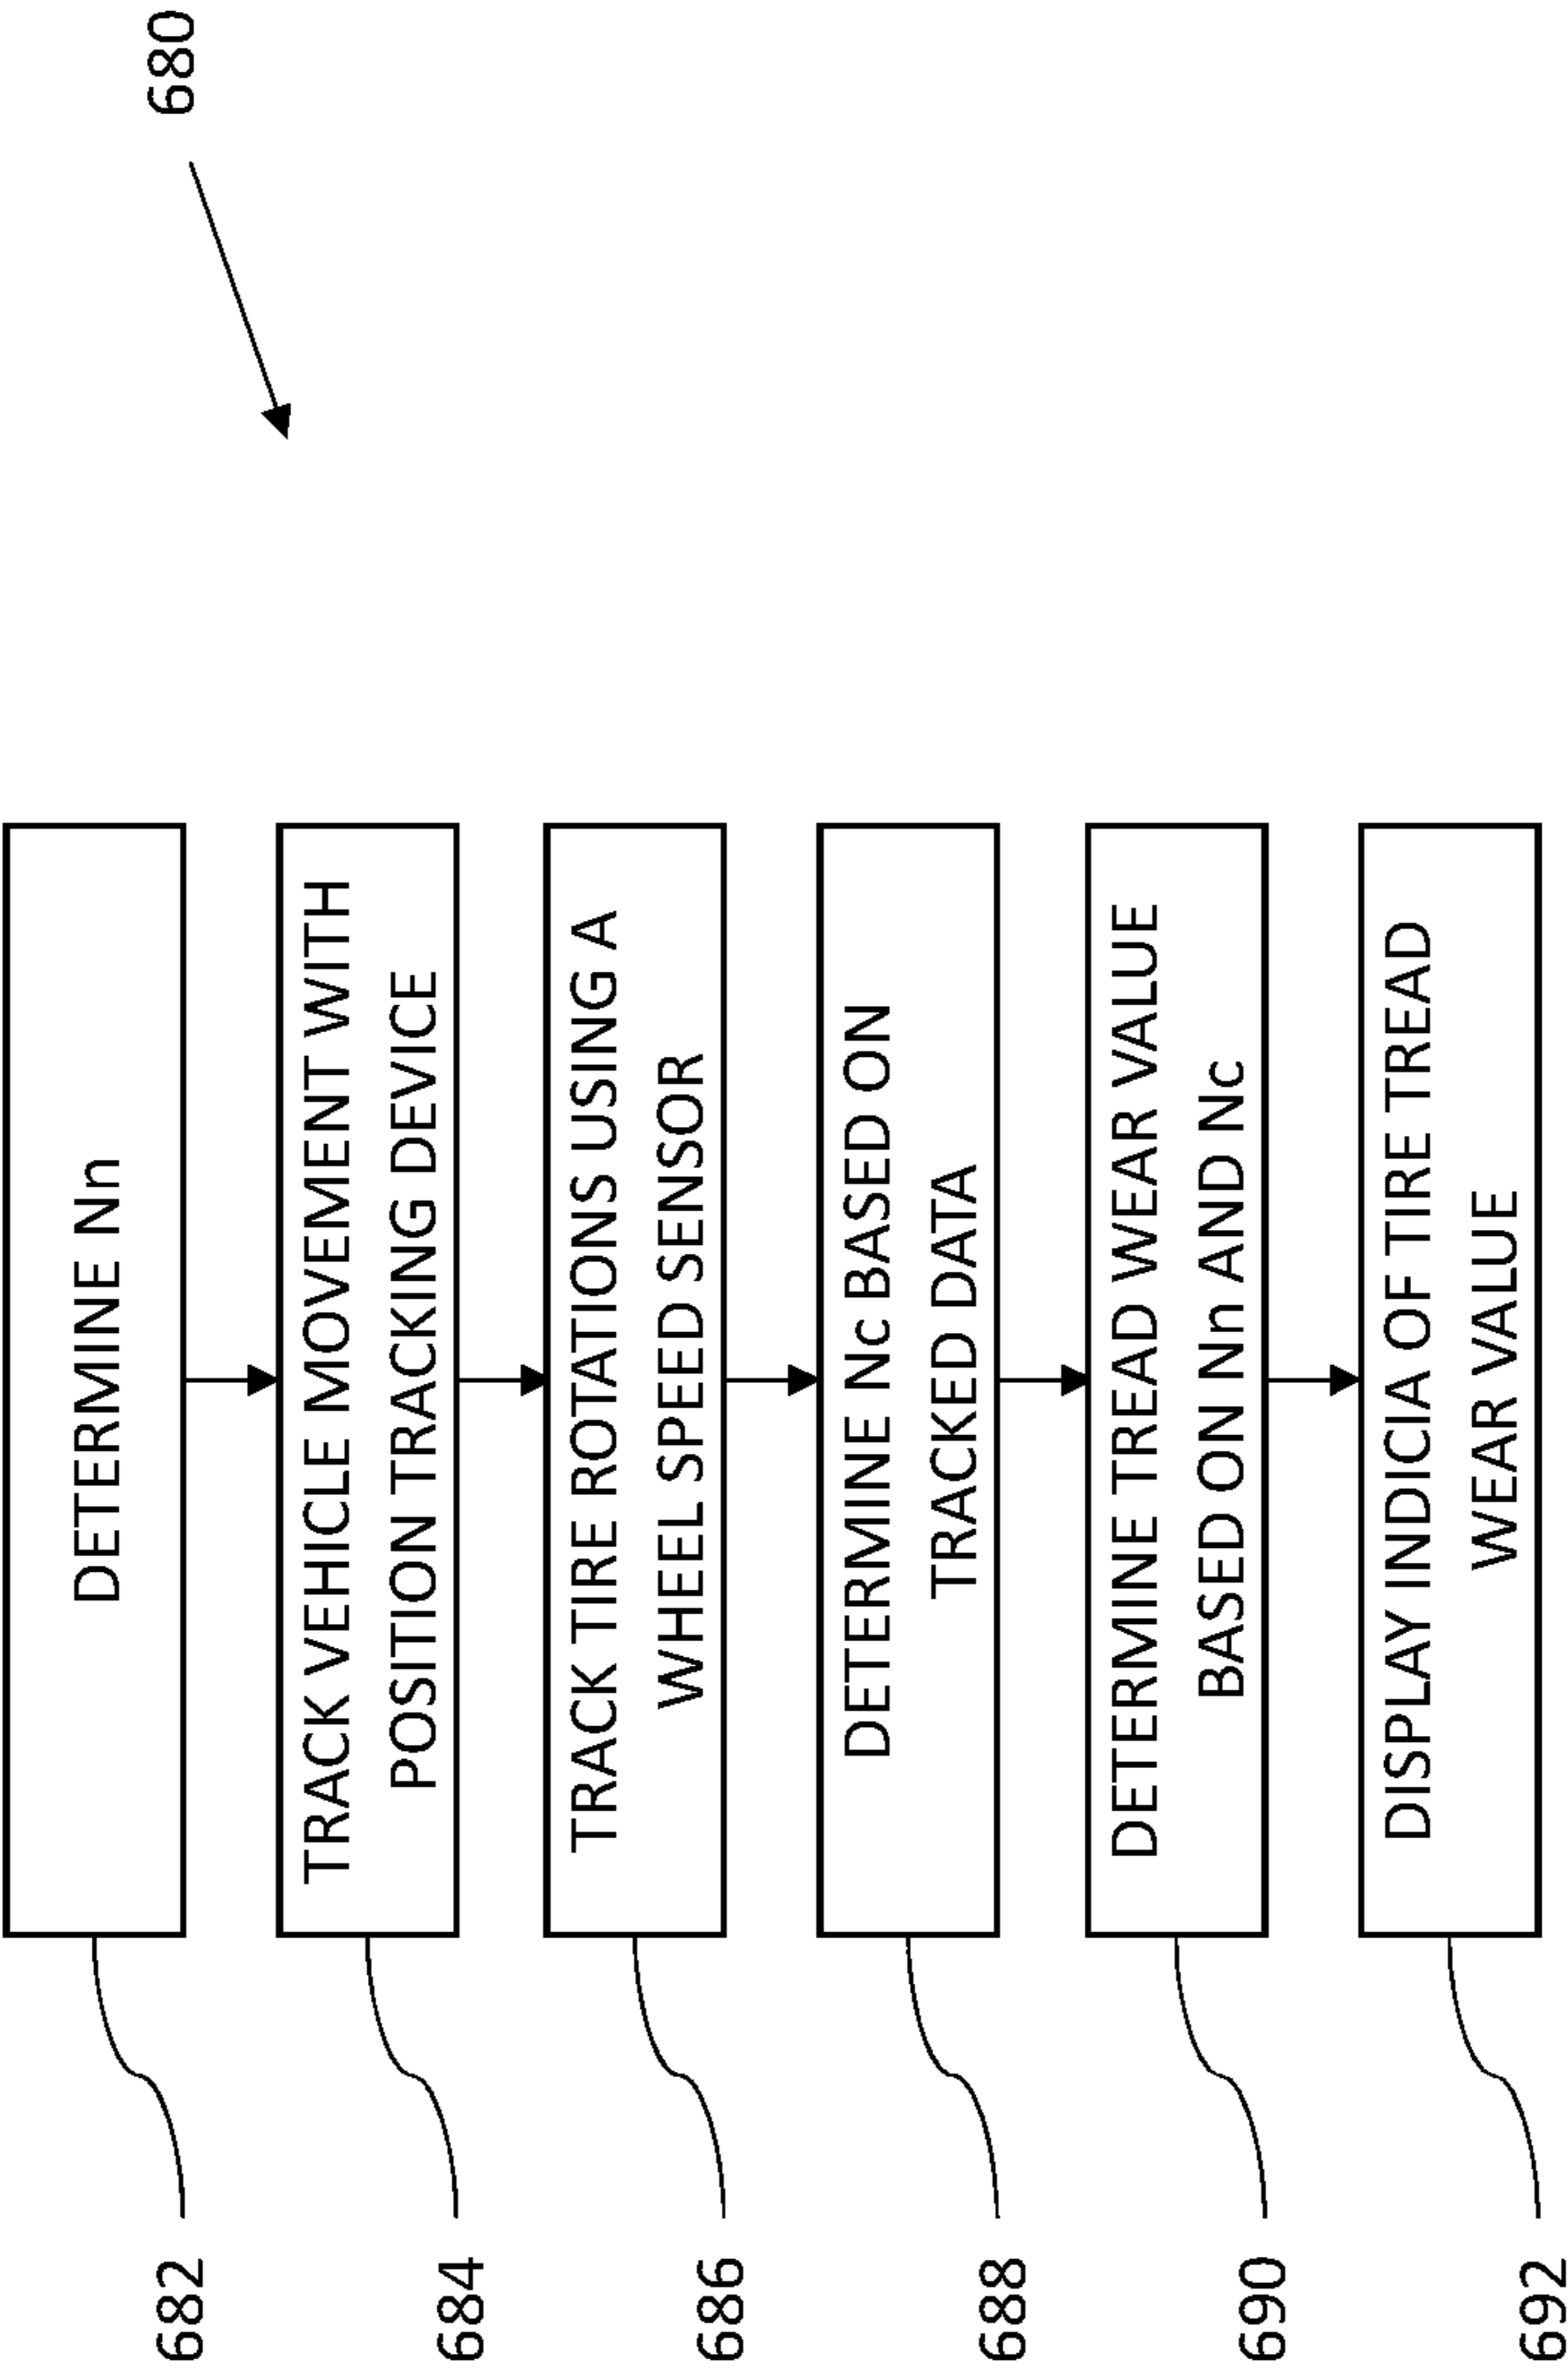 680
682
DETERMINE Nn
684
TRACK VEHICLE MOVEMENT WITH
POSITION TRACKING DEVICE
686
TRACK TIRE ROTATIONS USING A
WHEEL SPEED SENSOR
688
DETERMINE Nc BASED ON
TRACKED DATA
690
DETERMINE TREAD WEAR VALUE
BASED ON Nn AND Nc
692
DISPLAY INDICIA OF TIRE TREAD
WEAR VALUE